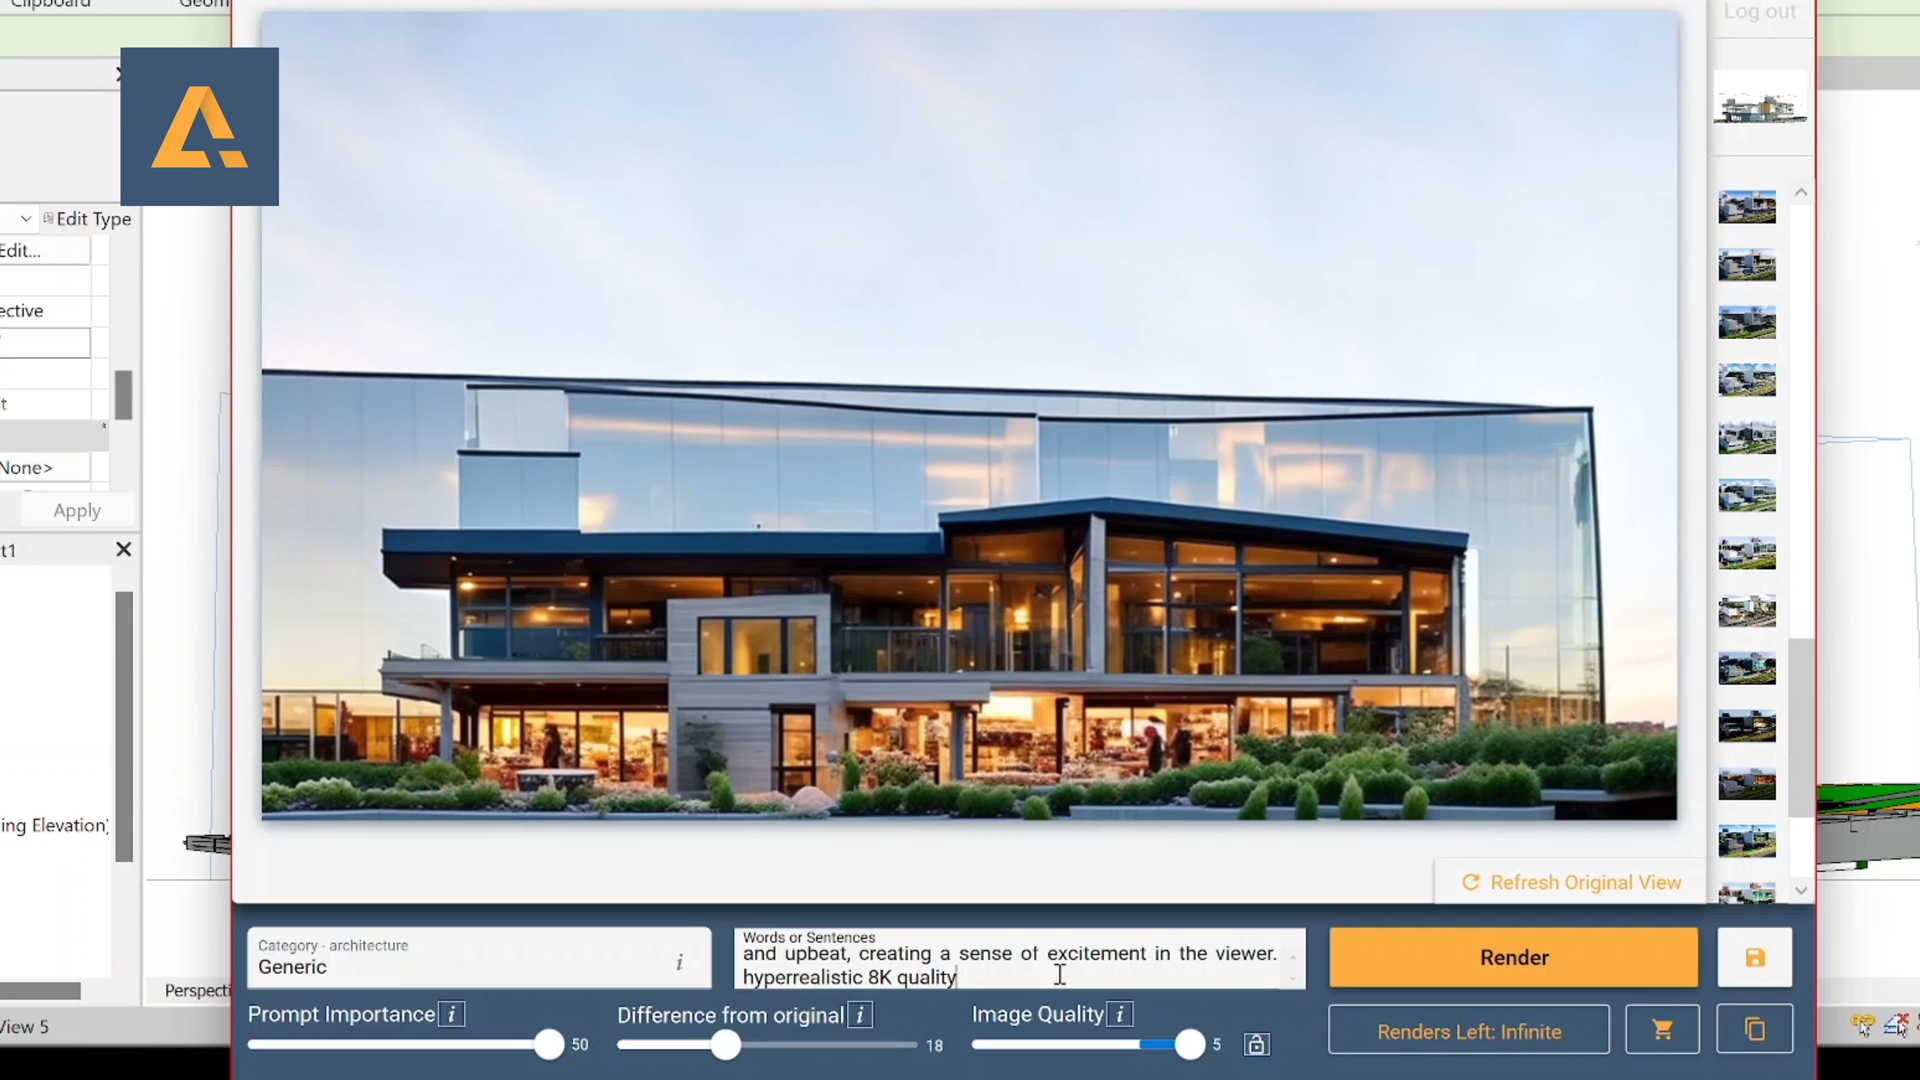 Clipboard
Geom
Log out
Edit Type
Edit...
ective
t
None>
Apply
t1
ing Elevation)
Perspecti
View 5
Refresh Original View
Category - architecture
Generic
i
Words or Sentences
and upbeat, creating a sense of excitement in the viewer.
hyperrealistic 8K quality
Render
Prompt Importance i
50
Difference from original i
18
Image Quality i
5
Renders Left: Infinite